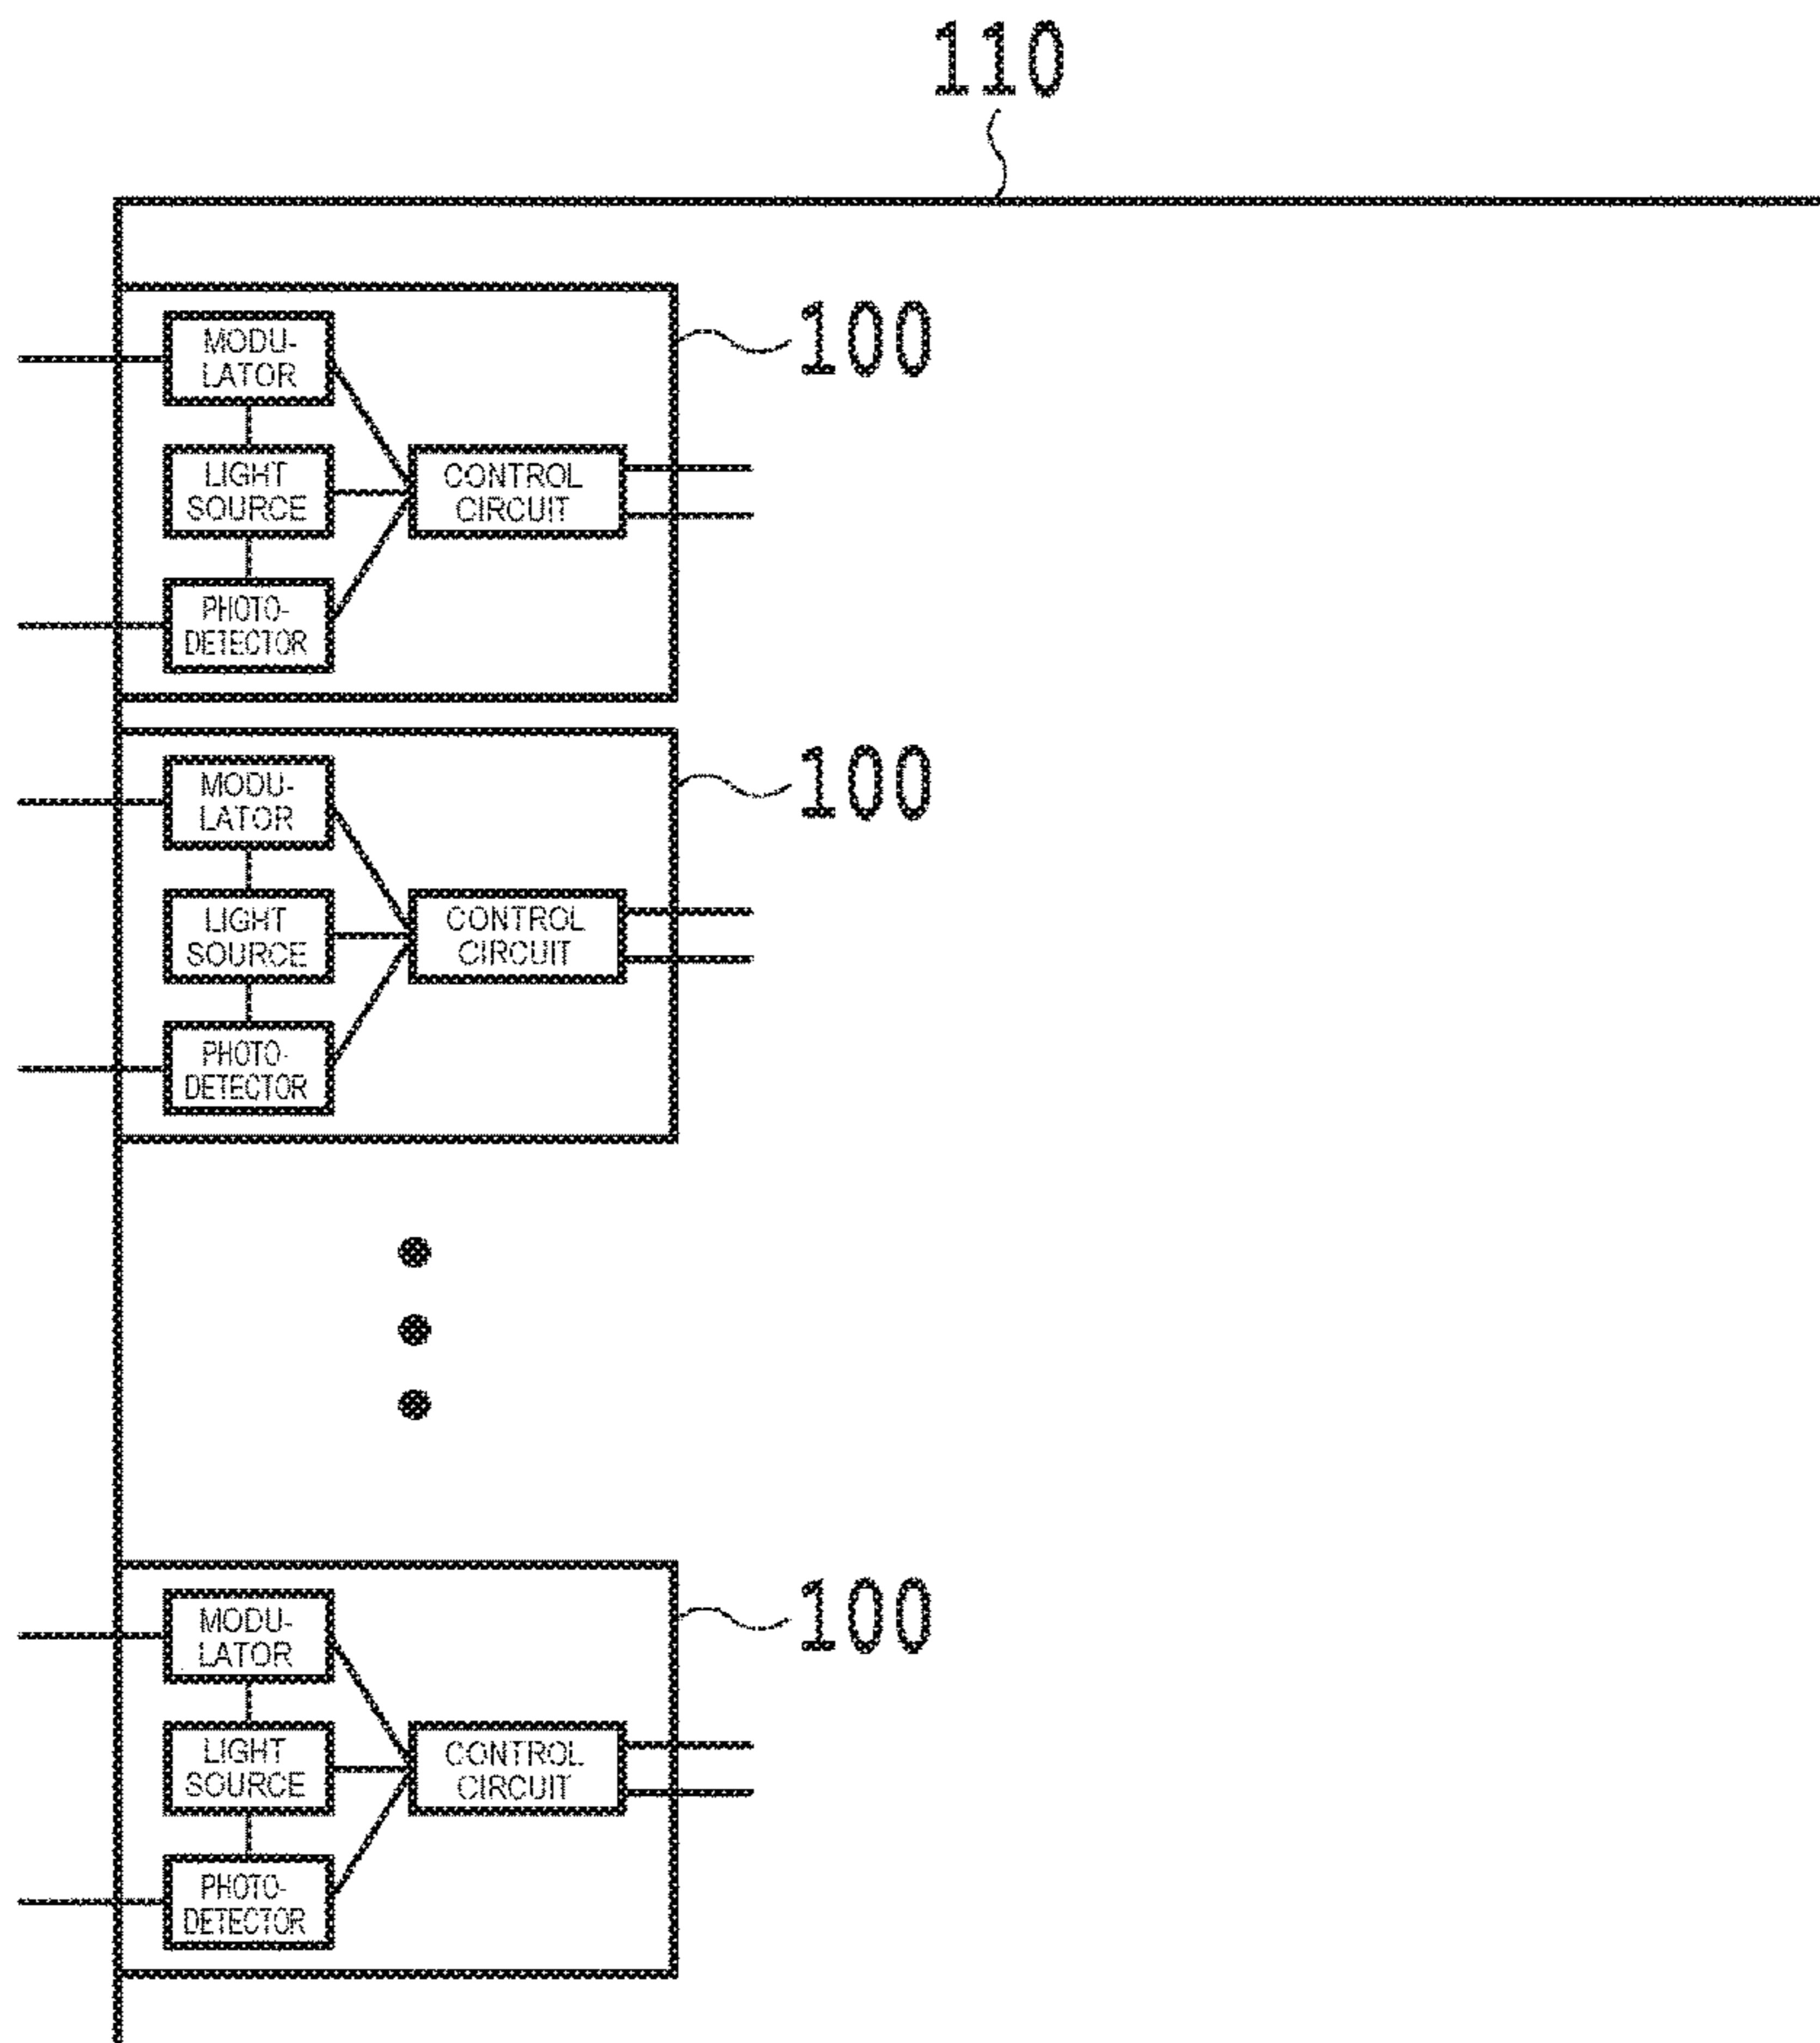 110
100
MODU-
LATOR
LIGHT
SOURCE
CONTROL
CIRCUIT
PHOTO-
DETECTOR
100
MODU-
LATOR
LIGHT
SOURCE
CONTROL
CIRCUIT
PHOTO-
DETECTOR
100
MODU-
LATOR
LIGHT
SOURCE
CONTROL
CIRCUIT
PHOTO-
DETECTOR